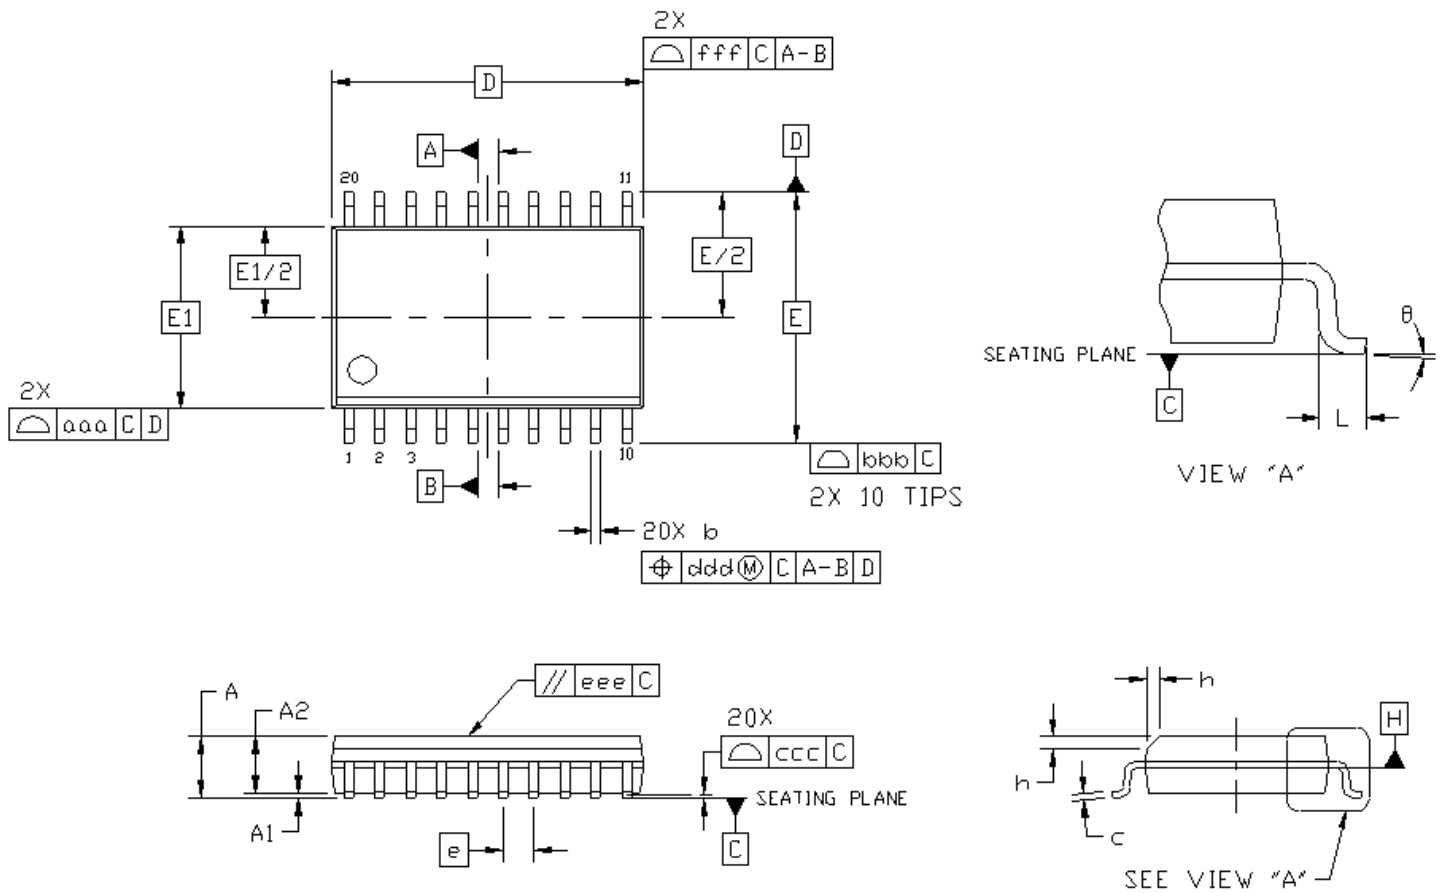 2X
fff C A-B
D
A
D
20
11
E1/2
E/2
E1
E
2X
aaa C D
1 2 3 10
B
bbb C
2X 10 TIPS
20X b
ddd Ⓜ C A-B D
θ
SEATING PLANE
C
L
VIEW "A"
// eee C
A
A2
20X
ccc C
SEATING PLANE
A1
e
C
h
H
h
c
SEE VIEW "A"